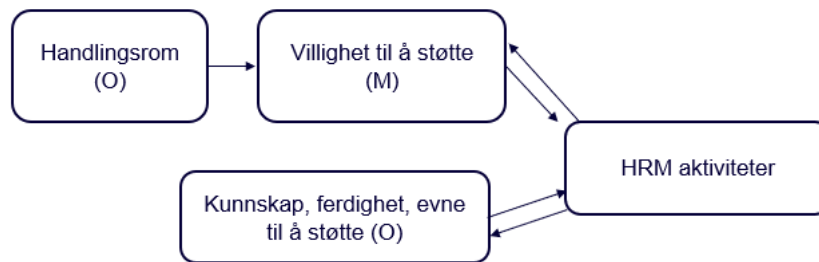 Handlingsrom
(O)
Villighet til å støtte
(M)
HRM aktiviteter
Kunnskap, ferdighet, evne
til å støtte (O)